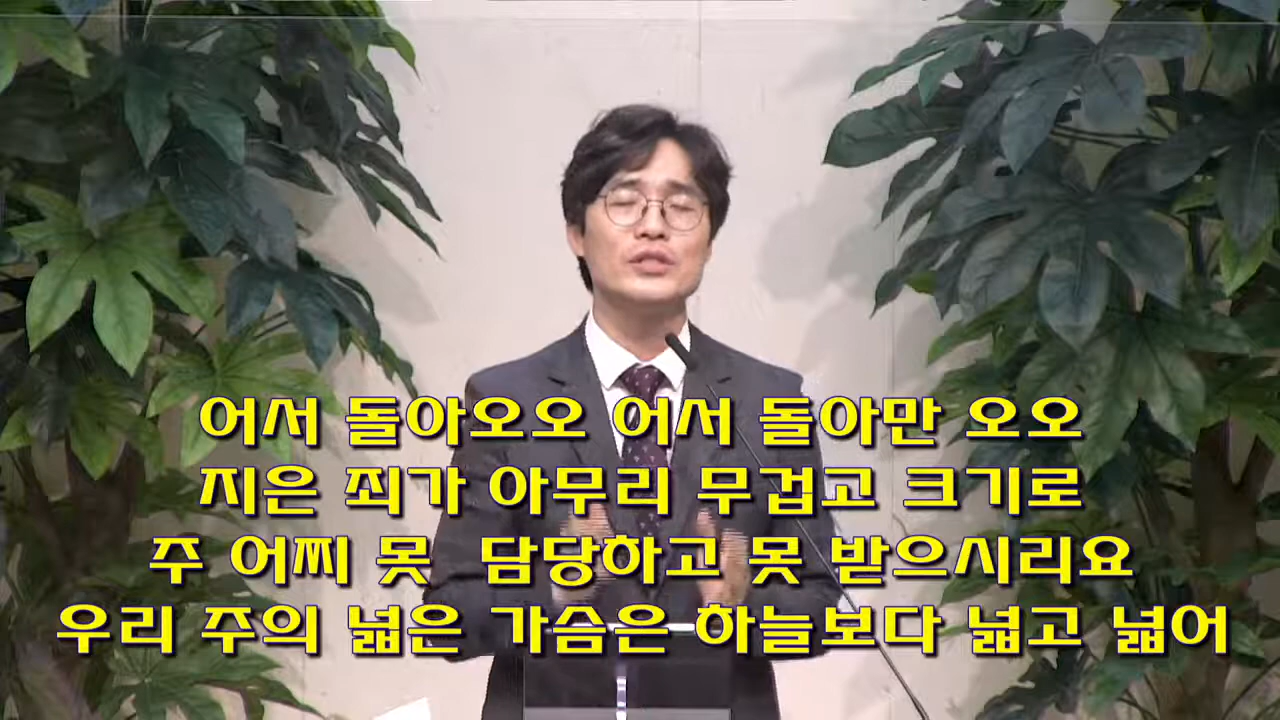 어서 돌아오오 어서 돌아만 오오
지은 죄가 아무리 무겁고 크기로
주 어찌 못 담당하고 못 받으시리요
우리 주의 넓은 가슴은 하늘보다 넓고 넓어